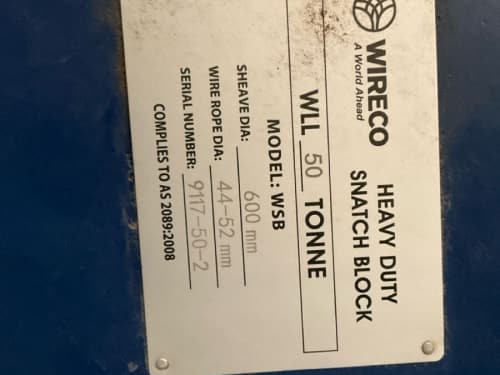 WIRECO
A World Ahead
HEAVY DUTY
SNATCH BLOCK
WLL 50 TONNE
MODEL: WSB
SHEAVE DIA: 600 mm
WIRE ROPE DIA: 44-52 mm
SERIAL NUMBER: 9117-50-2
COMPLIES TO AS 2089:2008